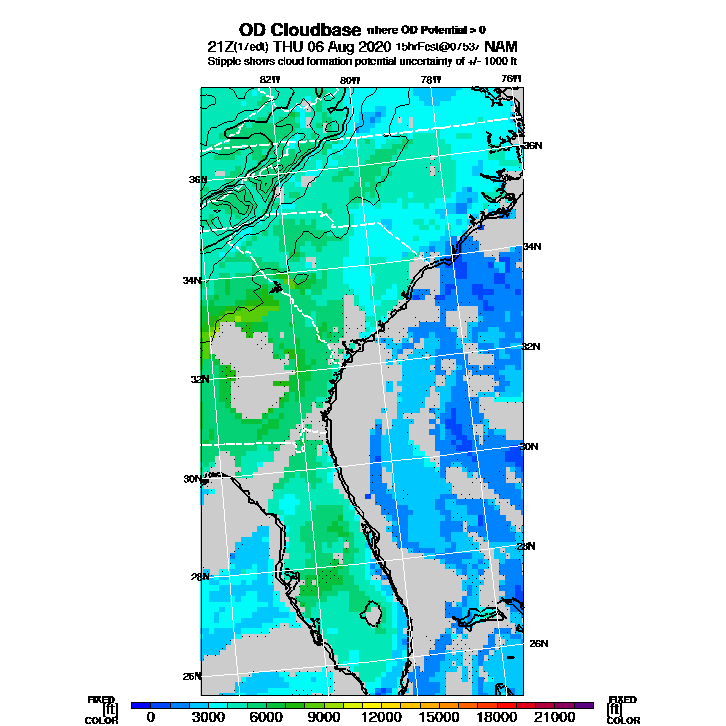 OD Cloudbase where OD Potential > 0
21Z(17edt) THU 06 Aug 2020 15hrFcst@0753z NAM
Stipple shows cloud formation potential uncertainty of +/- 1000 ft
82W 80W 78W 76W
36N
36N
34N
34N
32N
32N
30N
30N
28N
28N
26N
26N
FIXED FIXED
[ft] [ft]
COLOR 0 3000 6000 9000 12000 15000 18000 21000 COLOR